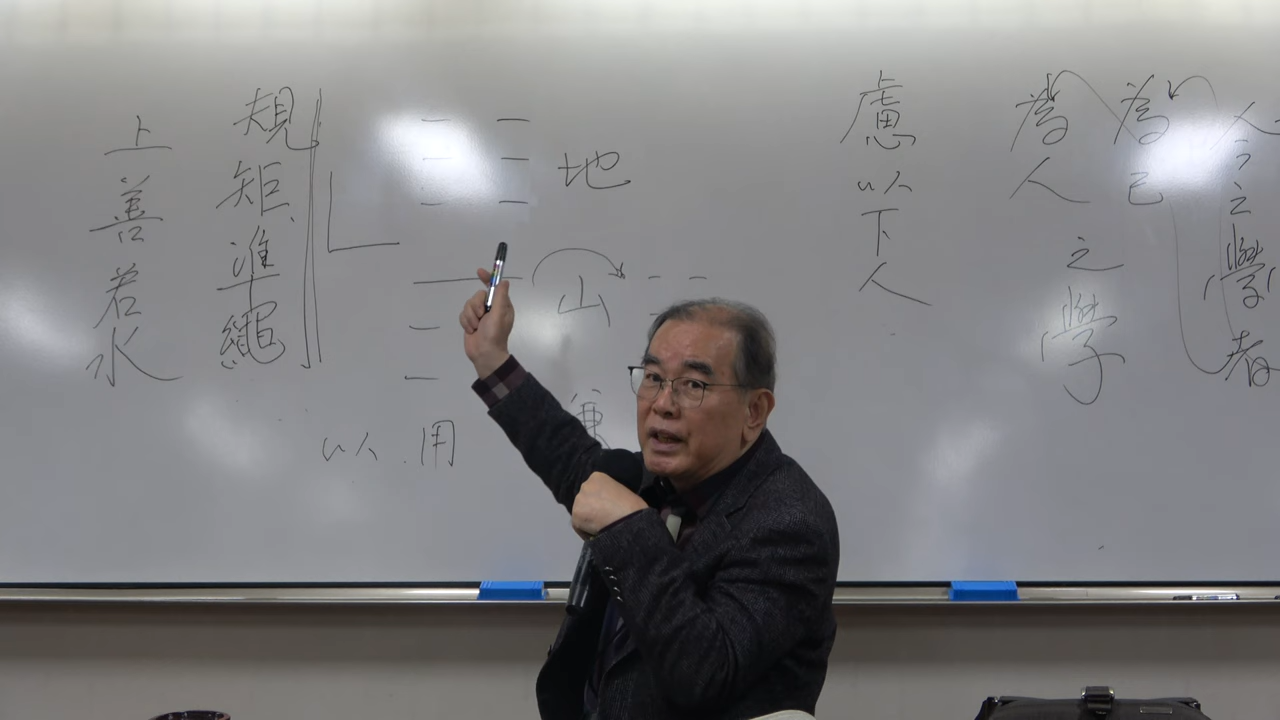 今之學者
為己
為人之學
慮以下人
地
山
以用
規矩準繩
上善若水